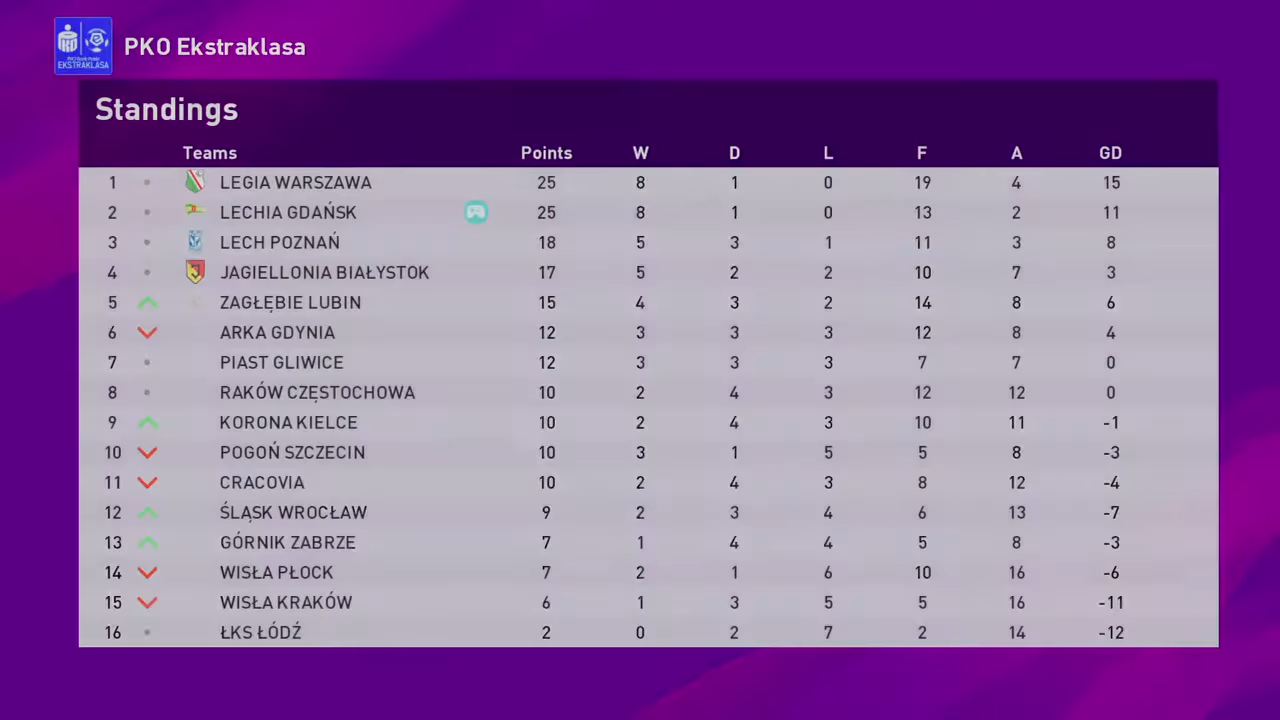 PKO Bank Polski
EKSTRAKLASA
PKO Ekstraklasa
Standings
Teams Points W D L F A GD
1 LEGIA WARSZAWA 25 8 1 0 19 4 15
2 LECHIA GDAŃSK 25 8 1 0 13 2 11
3 LECH POZNAŃ 18 5 3 1 11 3 8
4 JAGIELLONIA BIAŁYSTOK 17 5 2 2 10 7 3
5 ZAGŁĘBIE LUBIN 15 4 3 2 14 8 6
6 ARKA GDYNIA 12 3 3 3 12 8 4
7 PIAST GLIWICE 12 3 3 3 7 7 0
8 RAKÓW CZĘSTOCHOWA 10 2 4 3 12 12 0
9 KORONA KIELCE 10 2 4 3 10 11 -1
10 POGOŃ SZCZECIN 10 3 1 5 5 8 -3
11 CRACOVIA 10 2 4 3 8 12 -4
12 ŚLĄSK WROCŁAW 9 2 3 4 6 13 -7
13 GÓRNIK ZABRZE 7 1 4 4 5 8 -3
14 WISŁA PŁOCK 7 2 1 6 10 16 -6
15 WISŁA KRAKÓW 6 1 3 5 5 16 -11
16 ŁKS ŁÓDŹ 2 0 2 7 2 14 -12